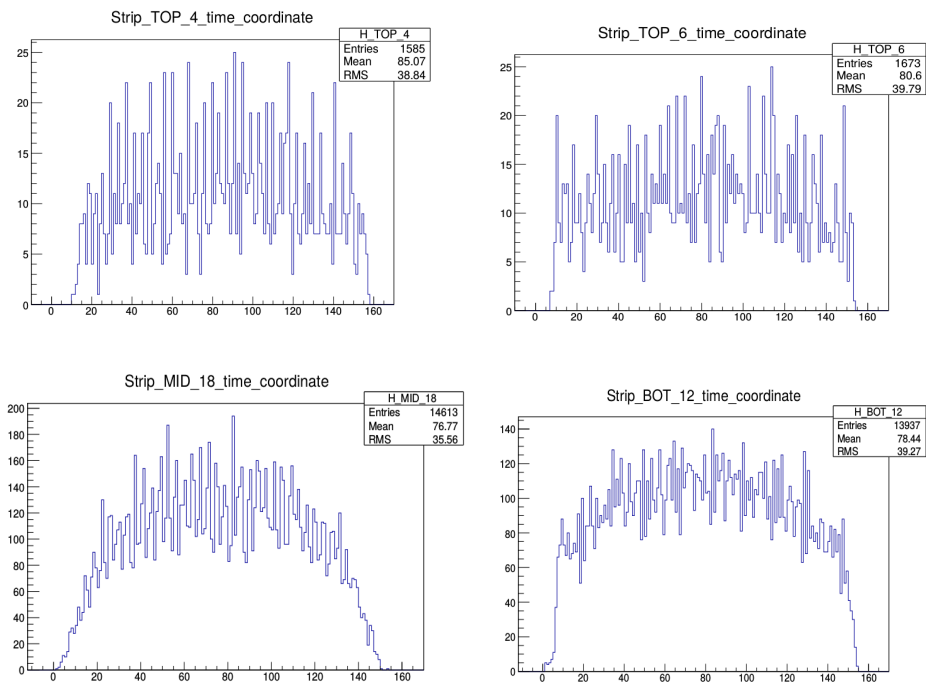 Strip_TOP_4_time_coordinate
H_TOP_4
Entries 1585
Mean 85.07
RMS 38.84
25
20
15
10
5
0
0 20 40 60 80 100 120 140 160
Strip_TOP_6_time_coordinate
H_TOP_6
Entries 1673
Mean 80.6
RMS 39.79
25
20
15
10
5
0
0 20 40 60 80 100 120 140 160
Strip_MID_18_time_coordinate
H_MID_18
Entries 14613
Mean 76.77
RMS 35.56
200
180
160
140
120
100
80
60
40
20
0
0 20 40 60 80 100 120 140 160
Strip_BOT_12_time_coordinate
H_BOT_12
Entries 13937
Mean 78.44
RMS 39.27
140
120
100
80
60
40
20
0
0 20 40 60 80 100 120 140 160